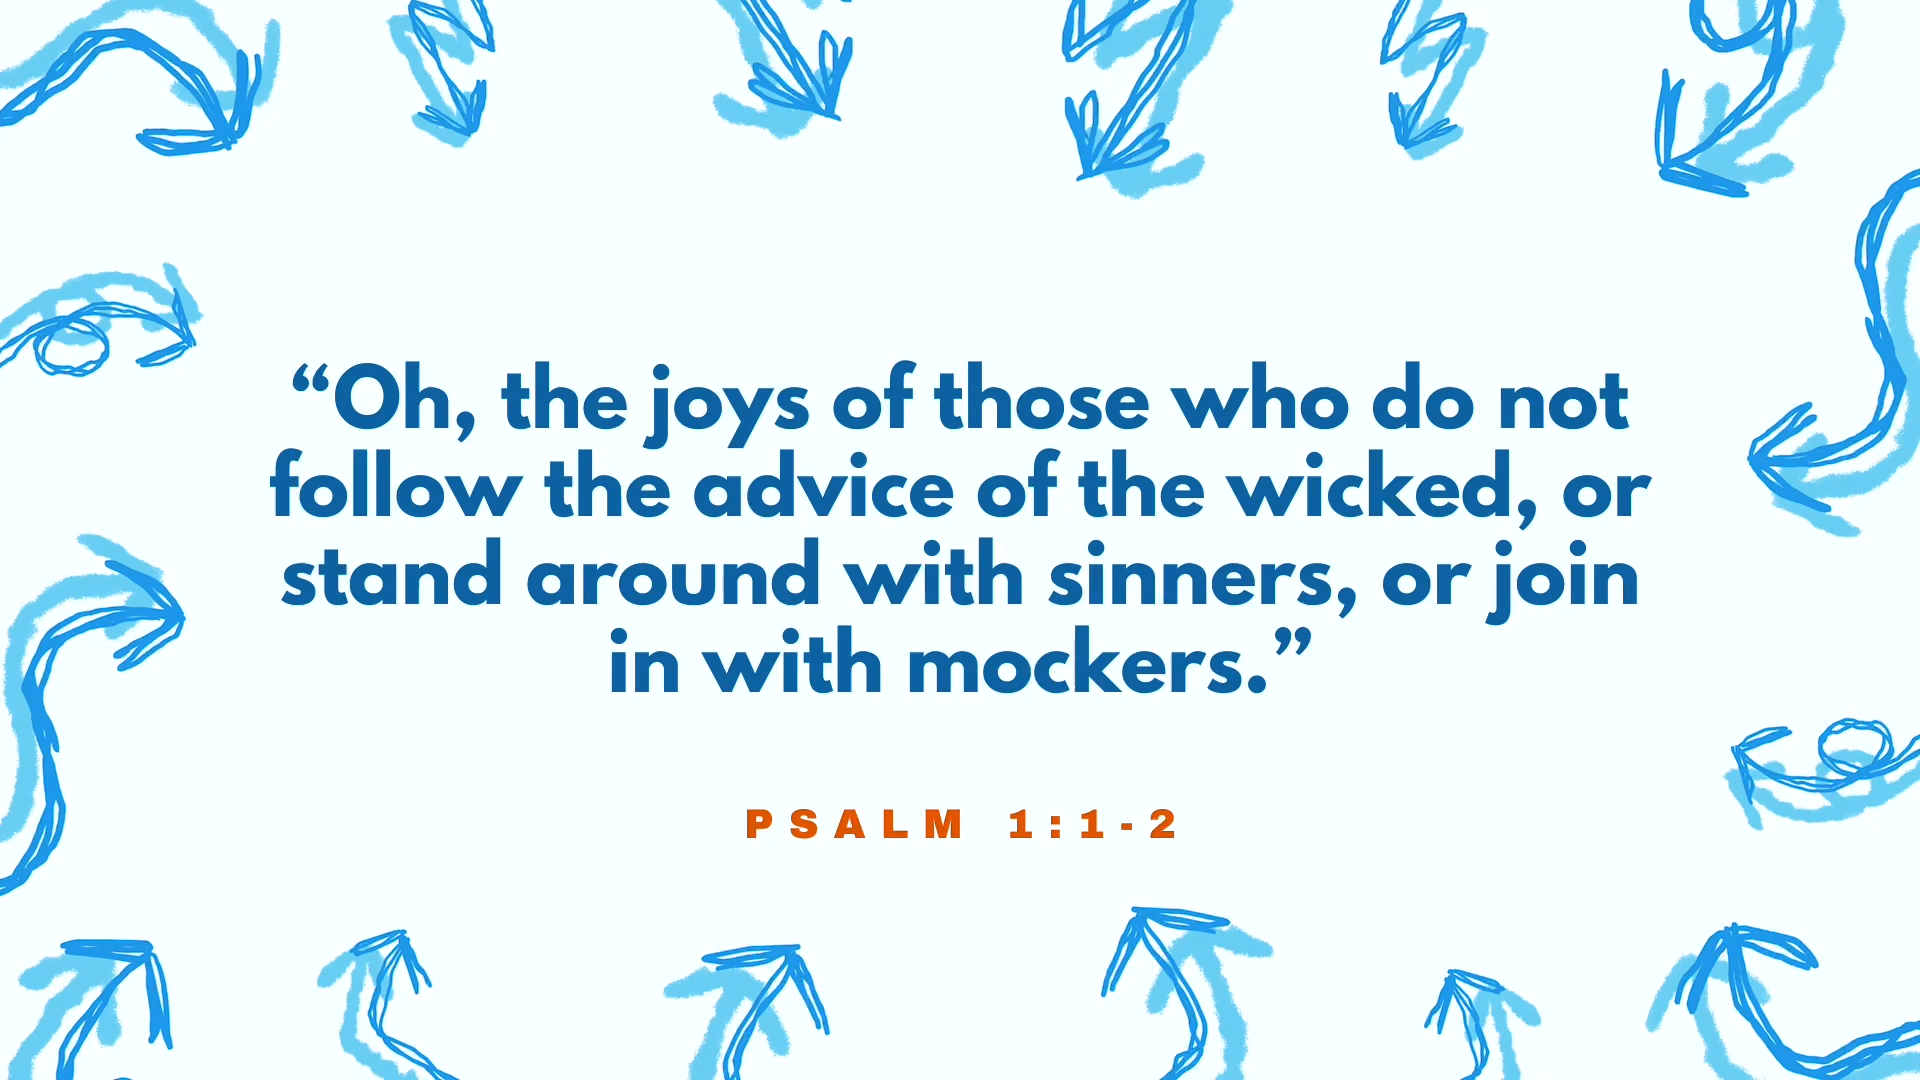 “Oh, the joys of those who do not
follow the advice of the wicked, or
stand around with sinners, or join
in with mockers.”
PSALM 1:1-2